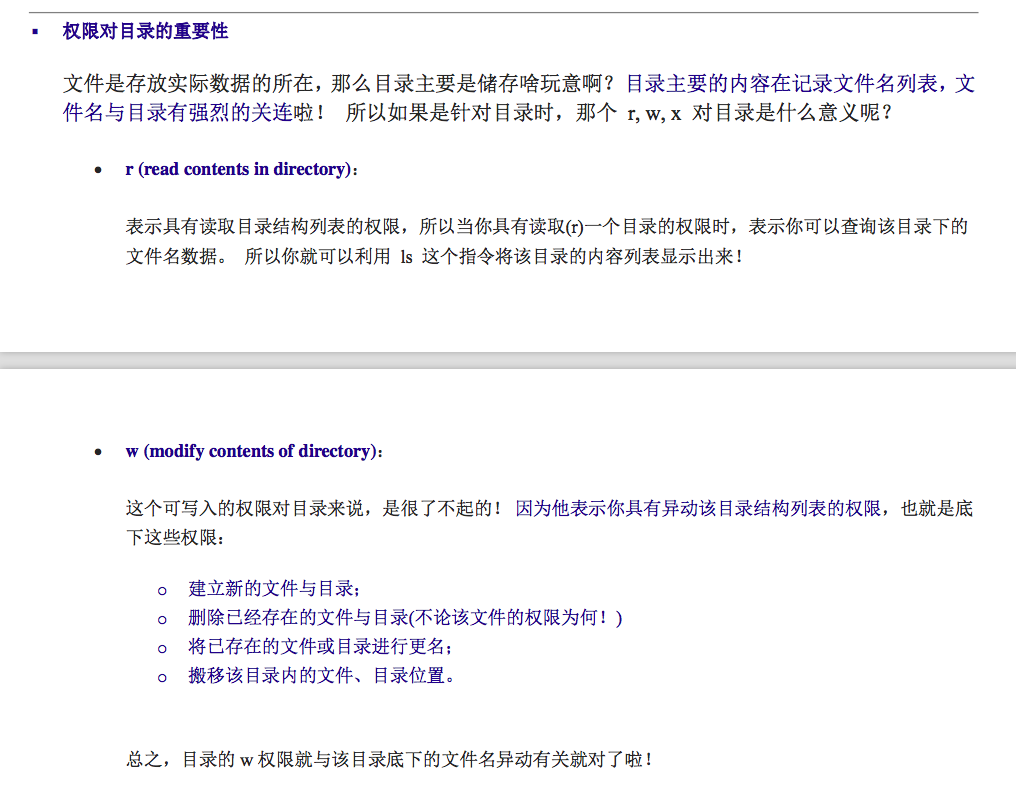 ▪ 权限对目录的重要性
文件是存放实际数据的所在，那么目录主要是储存啥玩意啊？目录主要的内容在记录文件名列表，文
件名与目录有强烈的关连啦！ 所以如果是针对目录时，那个 r, w, x 对目录是什么意义呢？
• r (read contents in directory)：
表示具有读取目录结构列表的权限，所以当你具有读取(r)一个目录的权限时，表示你可以查询该目录下的
文件名数据。 所以你就可以利用 ls 这个指令将该目录的内容列表显示出来！
• w (modify contents of directory)：
这个可写入的权限对目录来说，是很了不起的！ 因为他表示你具有异动该目录结构列表的权限，也就是底
下这些权限：
o 建立新的文件与目录；
o 删除已经存在的文件与目录(不论该文件的权限为何！)
o 将已存在的文件或目录进行更名；
o 搬移该目录内的文件、目录位置。
总之，目录的 w 权限就与该目录底下的文件名异动有关就对了啦！